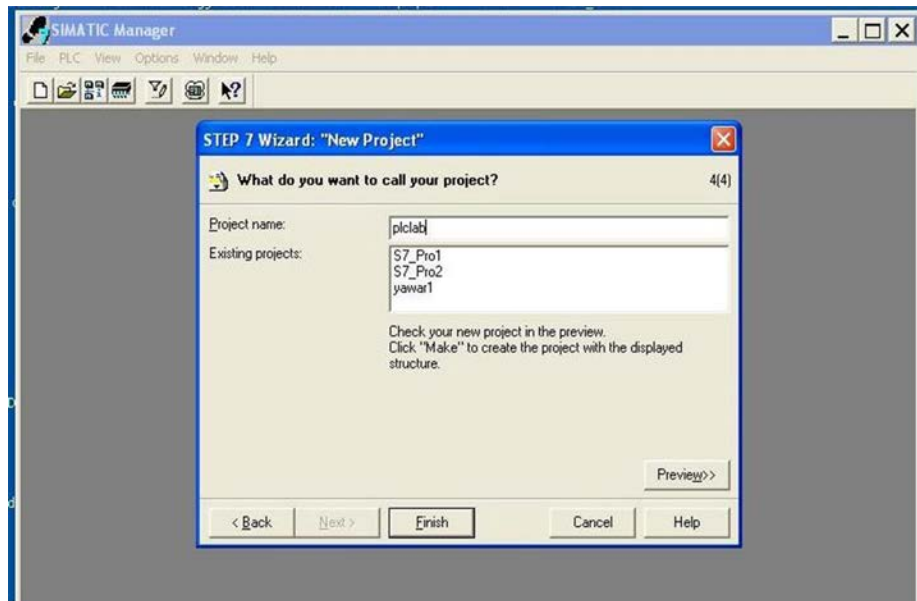 SIMATIC Manager
File PLC View Options Window Help
STEP 7 Wizard: "New Project"
What do you want to call your project? 4(4)
Project name: plclab
Existing projects: S7_Pro1
S7_Pro2
yawar1
Check your new project in the preview.
Click "Make" to create the project with the displayed
structure.
Preview>>
< Back Next > Finish Cancel Help